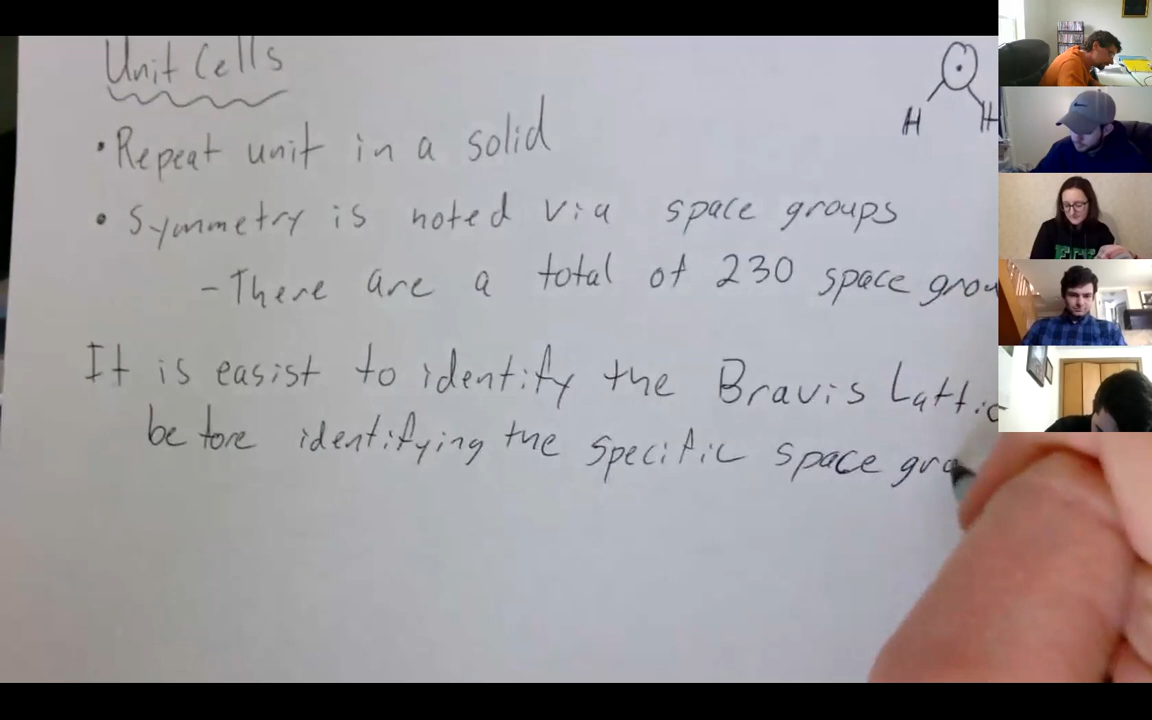 Unit Cells
H H
• Repeat unit in a solid
• Symmetry is noted via space groups
- There are a total of 230 space grou
It is easist to identify the Bravis Lattic
before identifying the specific space gro